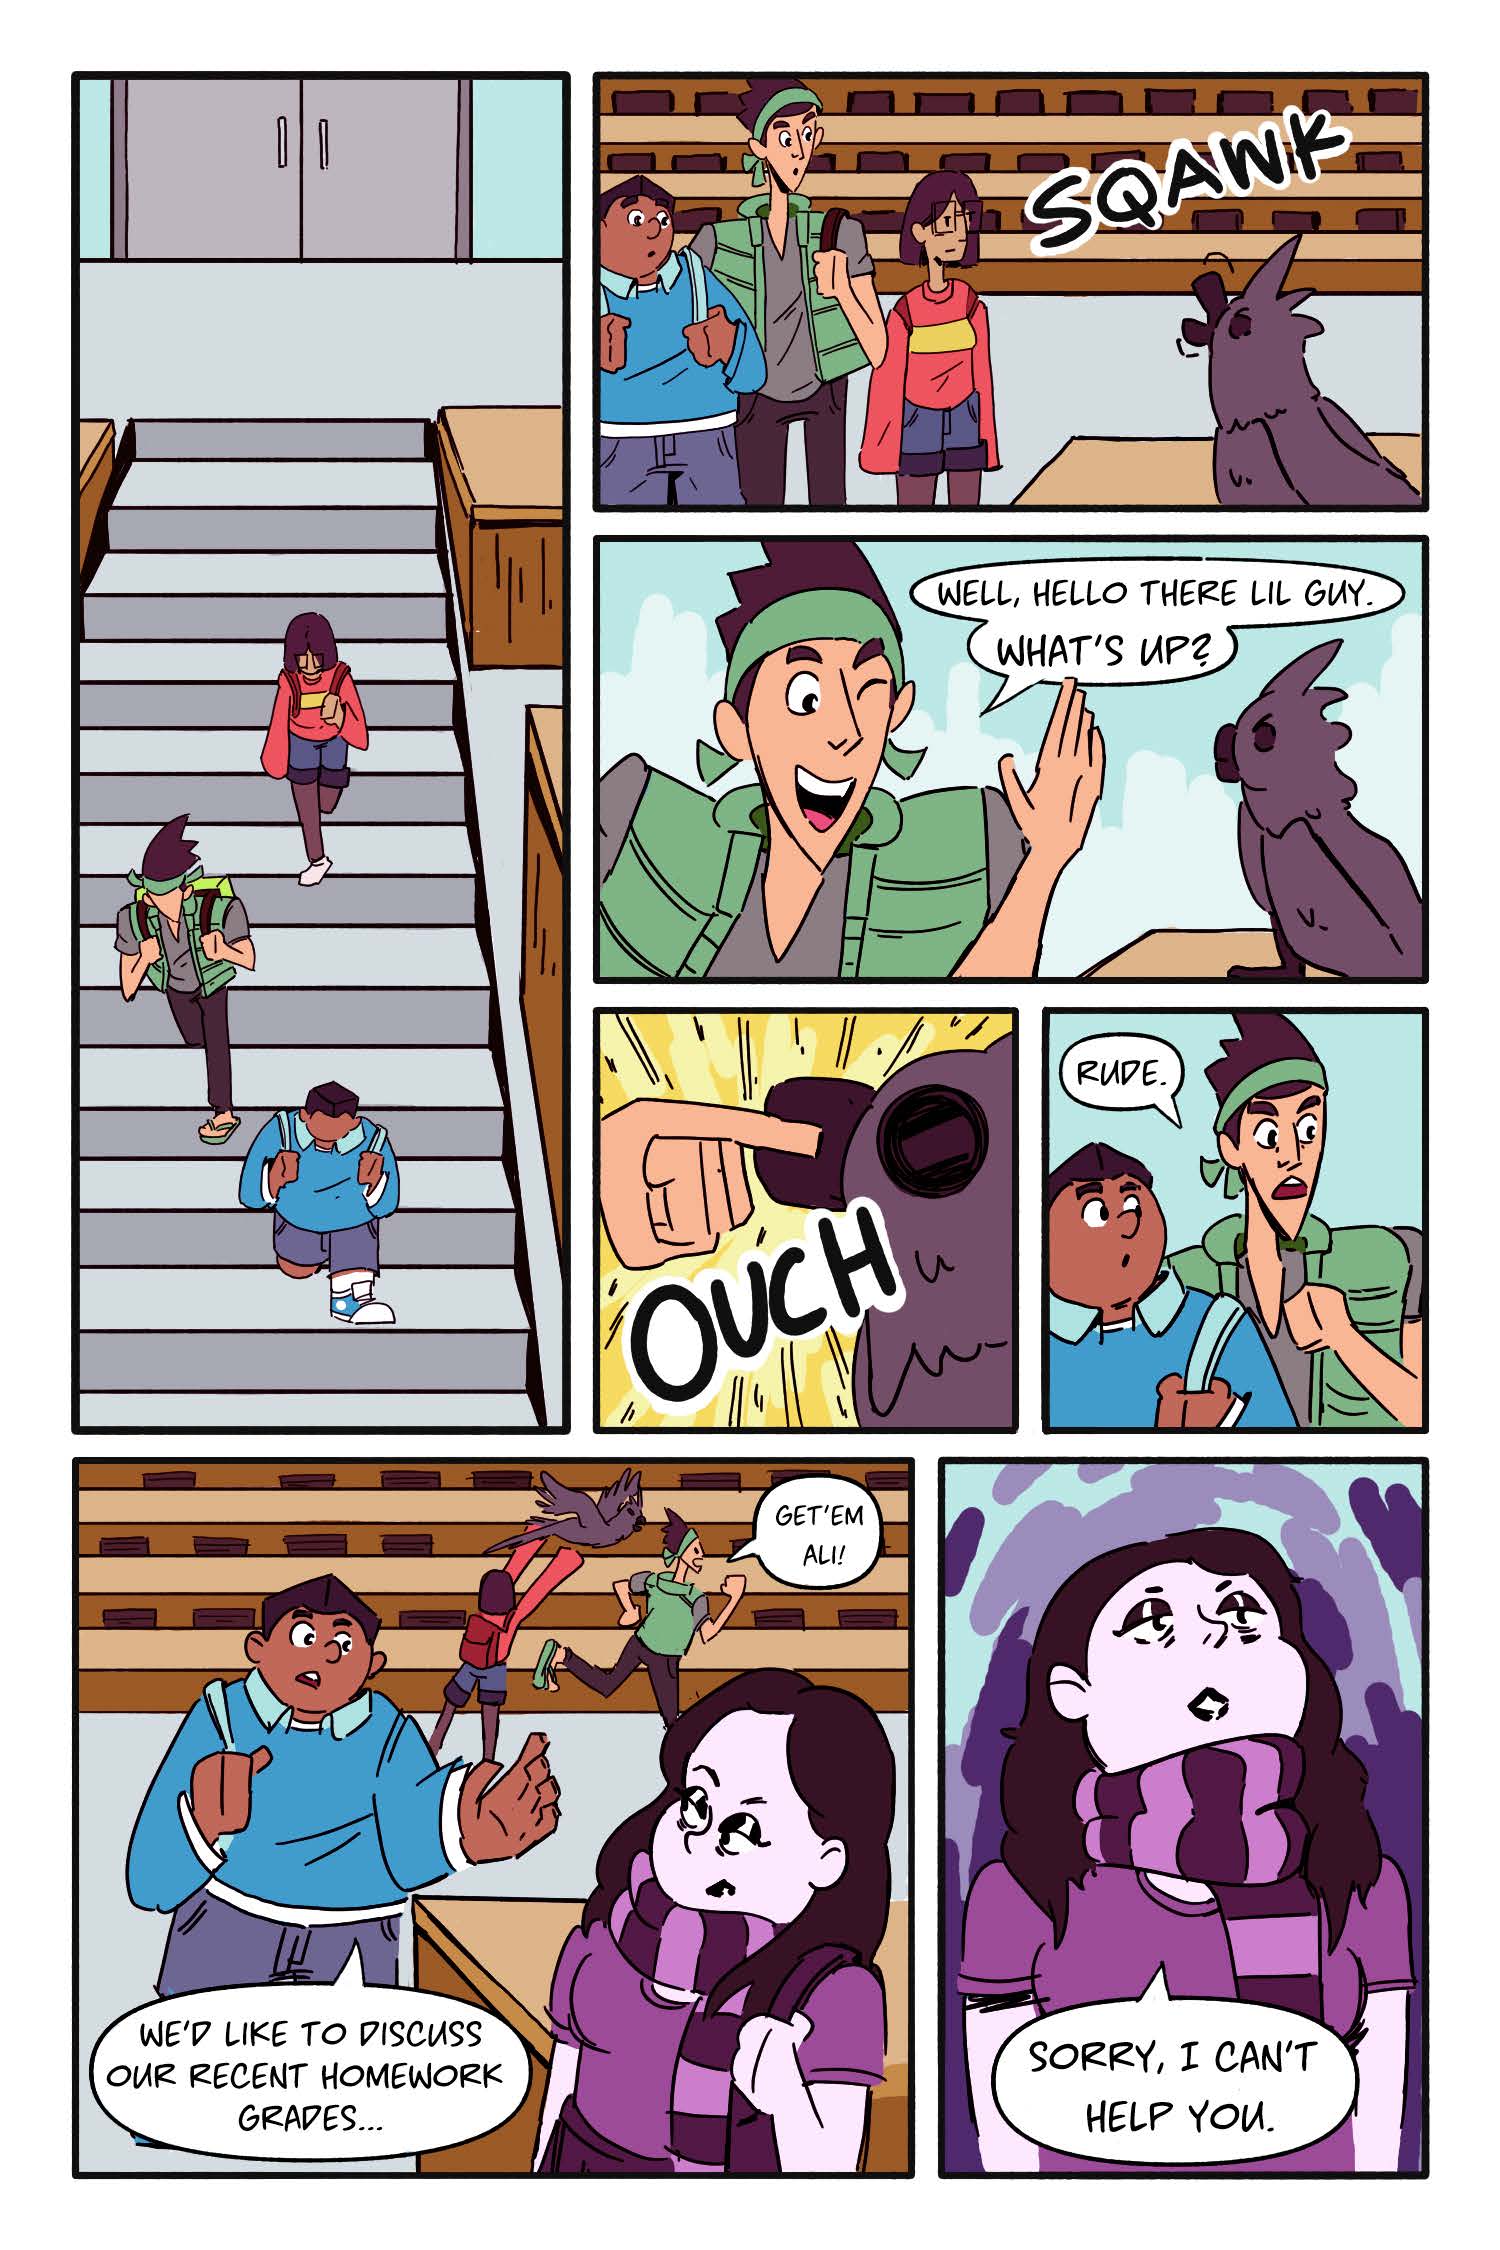 SQAWK
WELL, HELLO THERE LIL GUY.
WHAT'S UP?
OUCH
RUDE.
GET'EM
ALI!
WE'D LIKE TO DISCUSS
OUR RECENT HOMEWORK
GRADES...
SORRY, I CAN'T
HELP YOU.